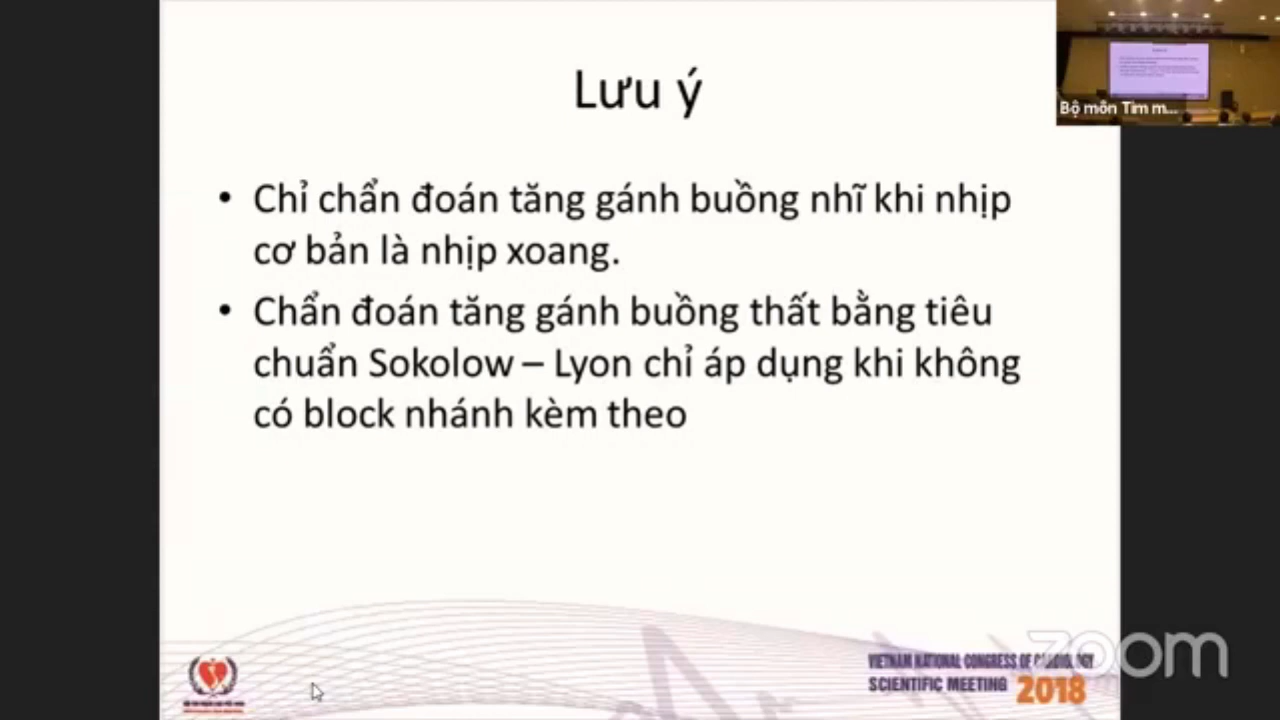 Lưu ý
Bộ môn Tim m...
• Chỉ chẩn đoán tăng gánh buồng nhĩ khi nhịp
cơ bản là nhịp xoang.
• Chẩn đoán tăng gánh buồng thất bằng tiêu
chuẩn Sokolow – Lyon chỉ áp dụng khi không
có block nhánh kèm theo
zoom
VIETNAM NATIONAL CONGRESS OF CARDIOLOGY
SCIENTIFIC MEETING 2018